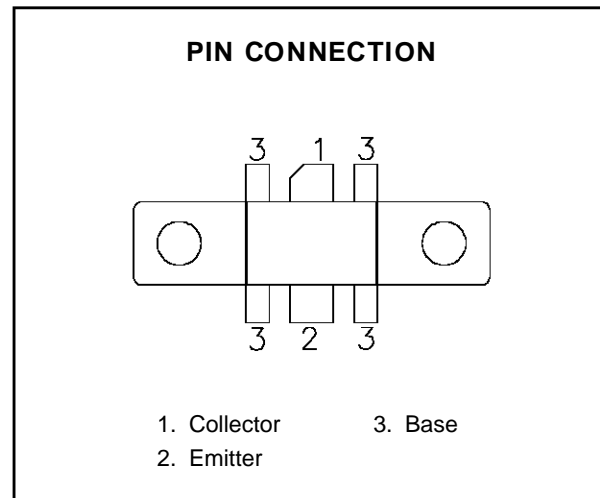 PIN CONNECTION
3 1 3
3 2 3
1. Collector 3. Base
2. Emitter